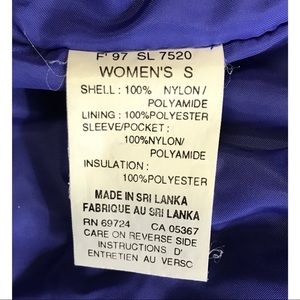 F' 97 SL 7520
WOMEN'S S
SHELL : 100% NYLON /
POLYAMIDE
LINING : 100%POLYESTER
SLEEVE/POCKET :
100%NYLON/
POLYAMIDE
INSULATION :
100%POLYESTER
MADE IN SRI LANKA
FABRIQUE AU SRI LANKA
RN 69724 CA 05367
CARE ON REVERSE SIDE
INSTRUCTIONS D'
ENTRETIEN AU VERSO